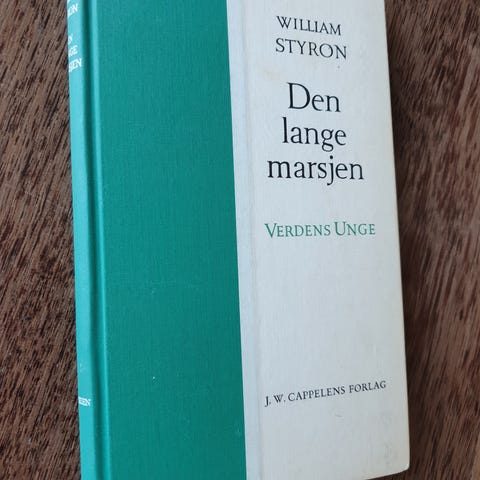 WILLIAM
STYRON
Den
lange
marsjen
VERDENS UNGE
J. W. CAPPELENS FORLAG